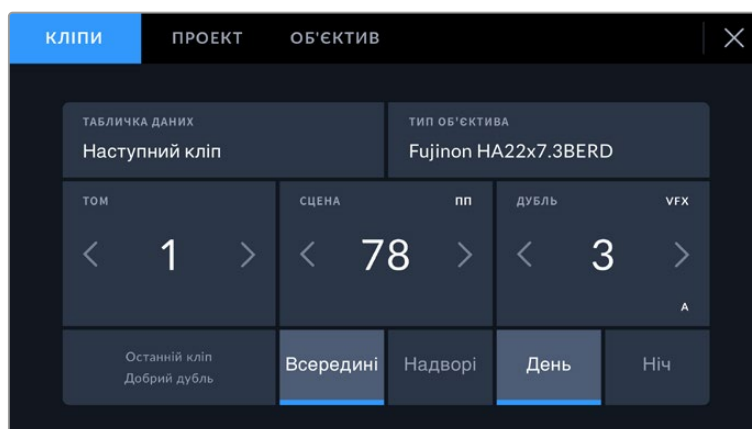 КЛІПИ ПРОЕКТ ОБ'ЄКТИВ
ТАБЛИЧКА ДАНИХ
Наступний кліп
ТИП ОБ'ЄКТИВА
Fujinon HA22x7.3BERD
ТОМ
1
СЦЕНА ПП
78
ДУБЛЬ VFX
3
A
Останній кліп
Добрий дубль
Всередині Надворі День Ніч